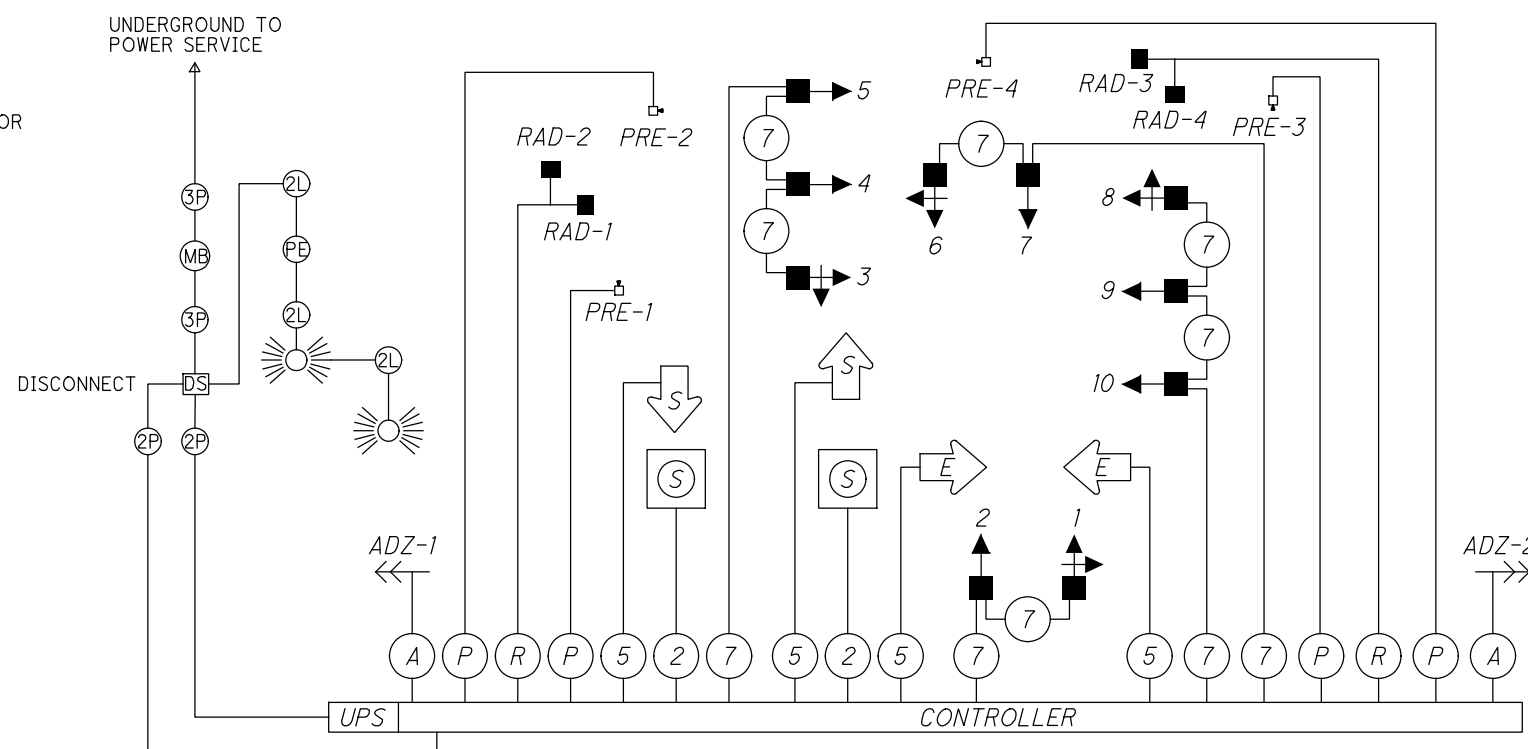 UNDERGROUND TO
POWER SERVICE
OR
3P
MB
3P
DISCONNECT
DS
2P
2P
2L
PE
2L
2L
RAD-2
PRE-2
RAD-1
PRE-1
5
7
4
7
3
PRE-4
RAD-3
RAD-4
PRE-3
7
6
7
8
7
9
7
10
S
S
S
S
E
E
2
1
7
ADZ-1
ADZ-2
A
P
R
P
5
2
7
5
2
5
7
5
7
7
P
R
P
A
UPS
CONTROLLER